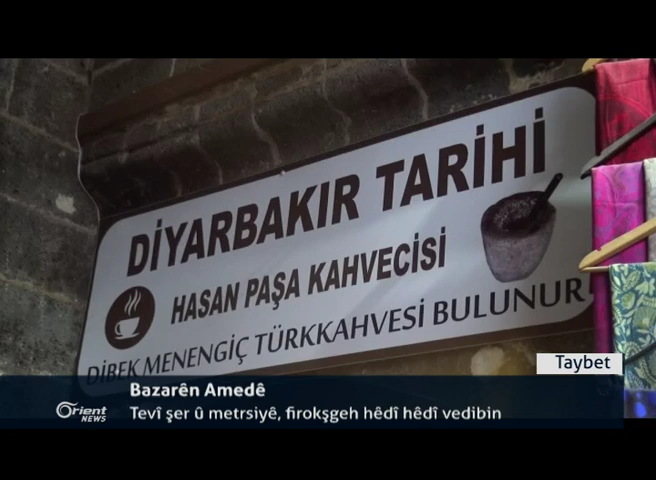 DİYARBAKIR TARİHİ
HASAN PAŞA KAHVECİSİ
DİBEK MENENGİÇ TÜRKKAHVESİ BULUNUR
Taybet
Bazarên Amedê
Orient NEWS
Tevî şer û metrsiyê, firokşgeh hêdî hêdî vedibin